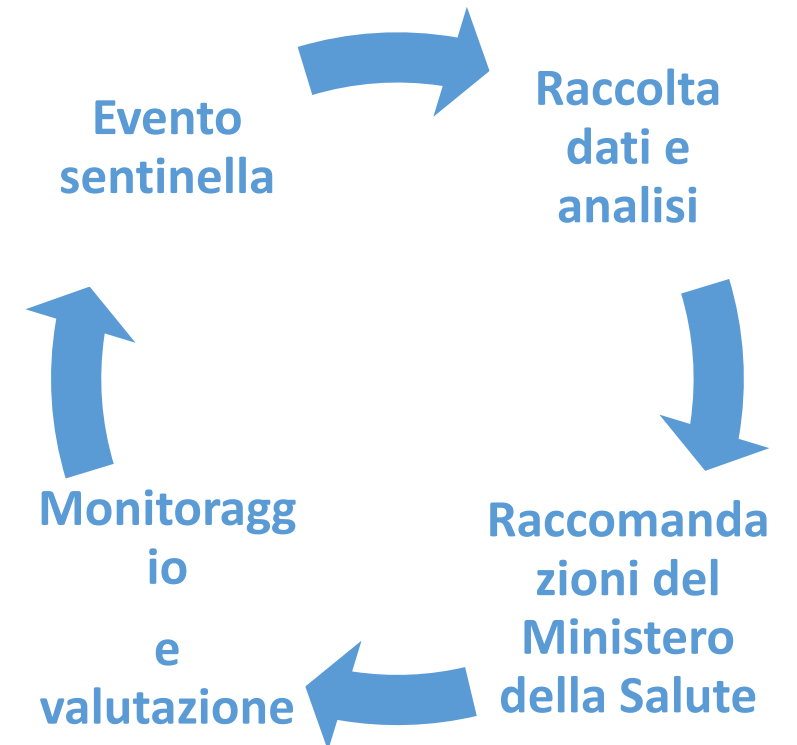 Evento
sentinella
Raccolta
dati e
analisi
Raccomanda
zioni del
Ministero
della Salute
Monitoragg
io
e
valutazione